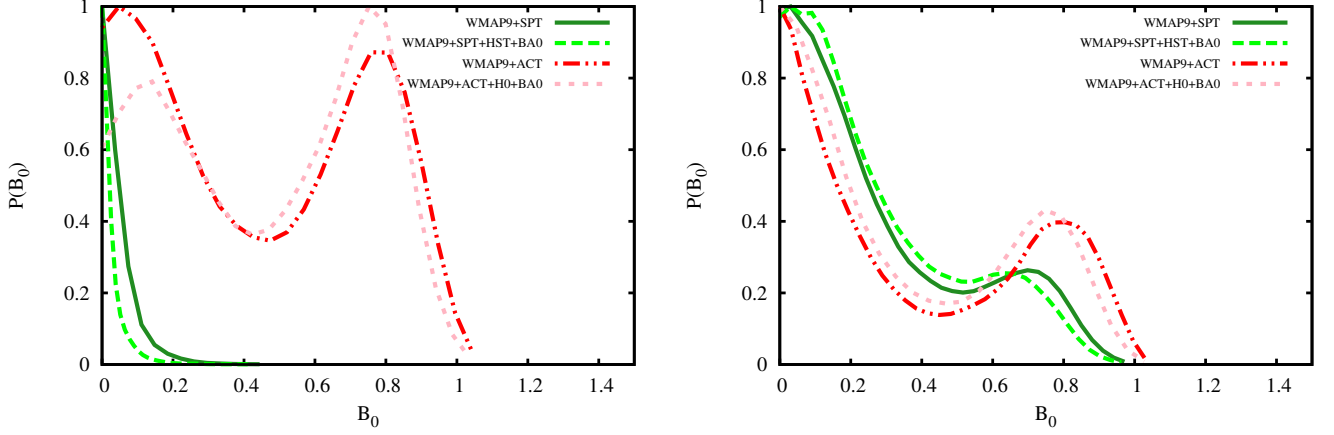 P(B0)
1
0.8
0.6
0.4
0.2
0
WMAP9+SPT
WMAP9+SPT+HST+BA0
WMAP9+ACT
WMAP9+ACT+H0+BA0
0 0.2 0.4 0.6 0.8 1 1.2 1.4
B0
P(B0)
1
0.8
0.6
0.4
0.2
0
WMAP9+SPT
WMAP9+SPT+HST+BA0
WMAP9+ACT
WMAP9+ACT+H0+BA0
0 0.2 0.4 0.6 0.8 1 1.2 1.4
B0